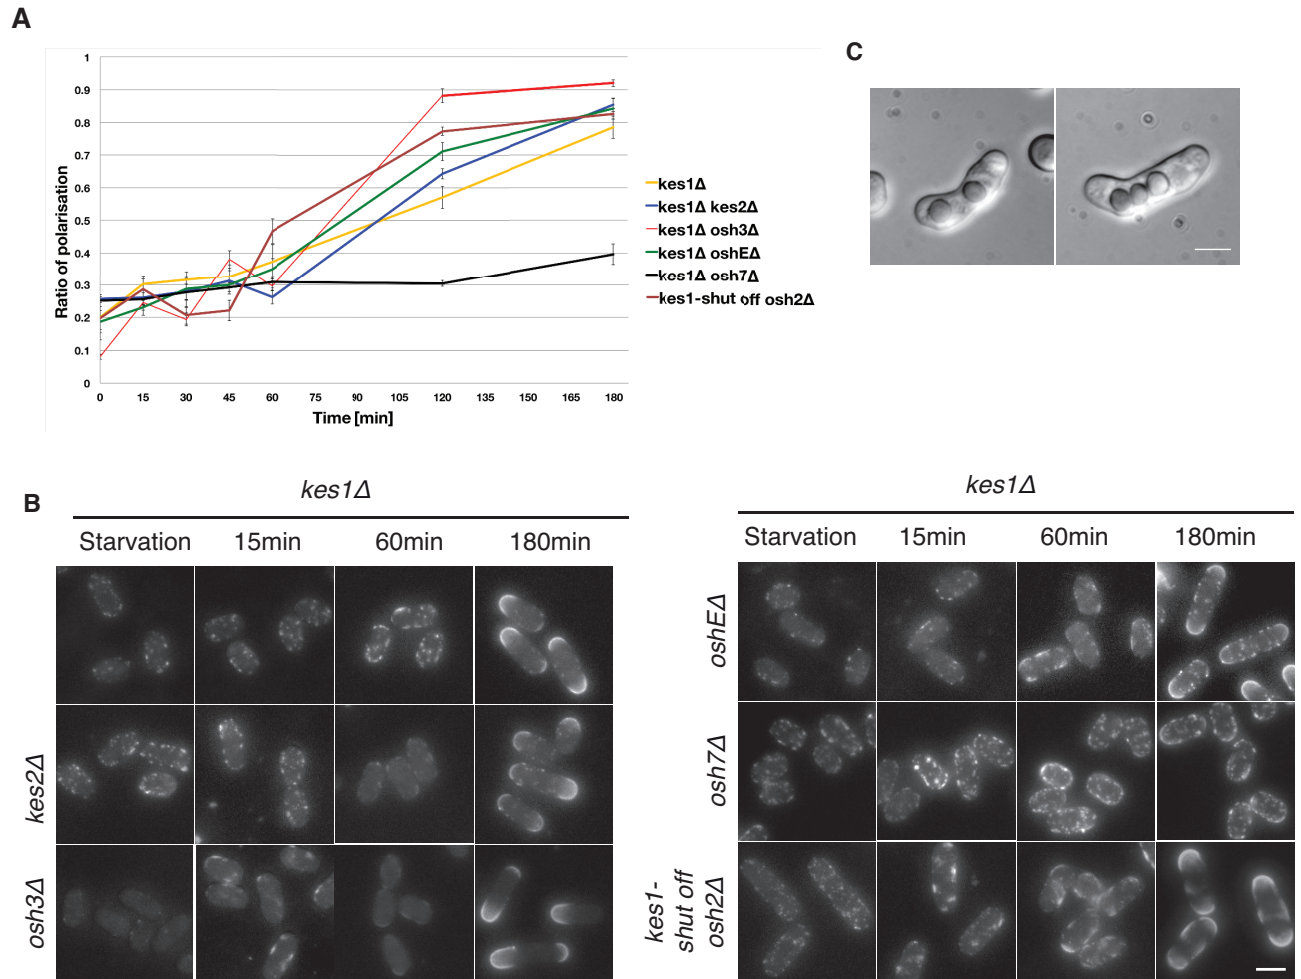 A
C
1
0.9
0.8
0.7
0.6
0.5
0.4
0.3
0.2
0.1
0
Ratio of polarisation
0 15 30 45 60 75 90 105 120 135 150 165 180
Time [min]
kes1Δ
kes1Δ kes2Δ
kes1Δ osh3Δ
kes1Δ oshEΔ
kes1Δ osh7Δ
kes1-shut off osh2Δ
B
kes1Δ
Starvation 15min 60min 180min
kes2Δ
osh3Δ
kes1Δ
Starvation 15min 60min 180min
oshEΔ
osh7Δ
kes1-
shut off
osh2Δ